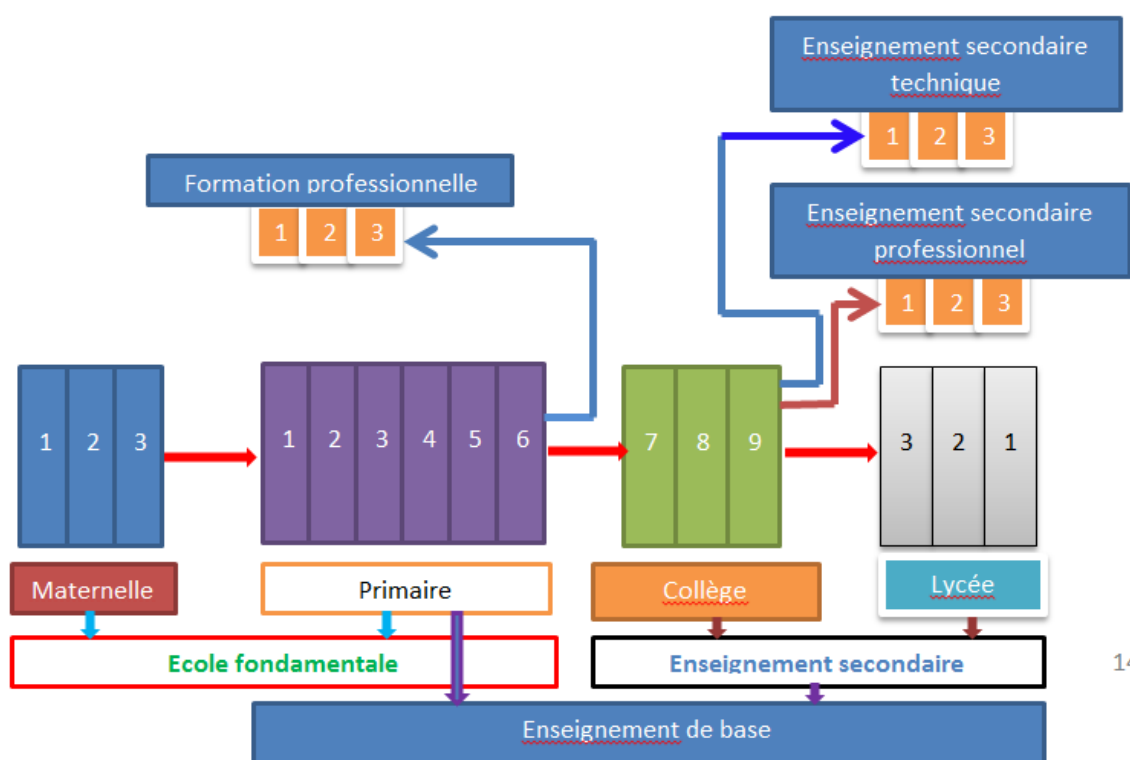 Enseignement secondaire
technique
1 2 3
Formation professionnelle
1 2 3
Enseignement secondaire
professionnel
1 2 3
1 2 3
1 2 3 4 5 6
7 8 9
3 2 1
Maternelle
Primaire
Collège
Lycée
Ecole fondamentale
Enseignement secondaire
14
Enseignement de base